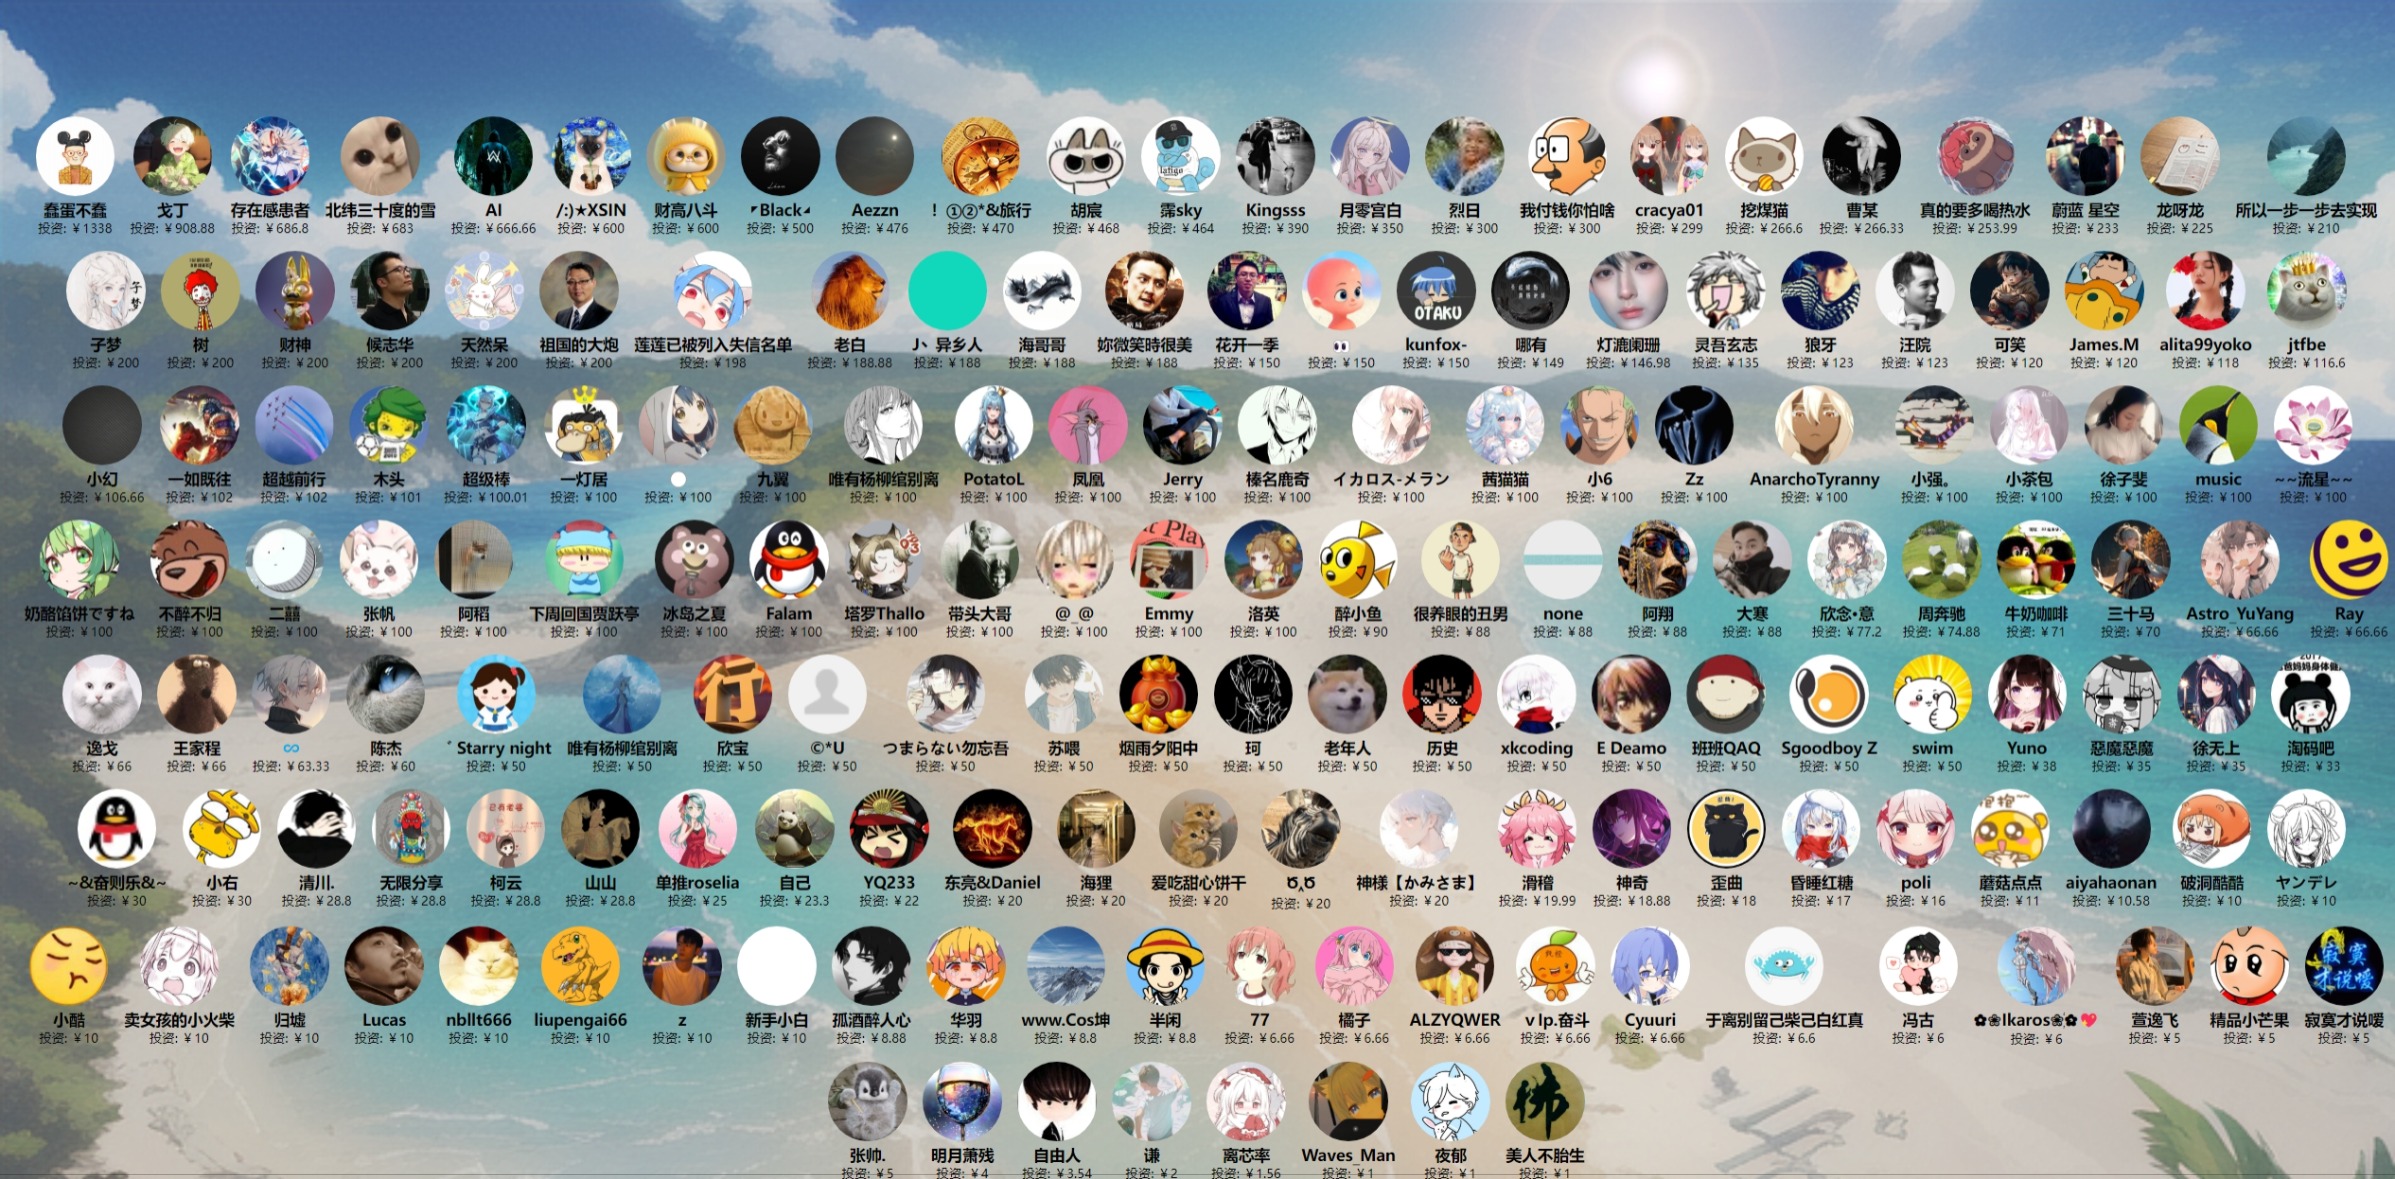 蠢蛋不蠢 戈丁 存在感患者 北纬三十度的雪 AI /:)★XSIN 财高八斗 ◤Black◢ Aezzn ！①②*&旅行 胡宸 霈sky Kingsss 月零宫白 烈日 我付钱你怕啥 cracya01 挖煤猫 曹某 真的要多喝热水 蔚蓝 星空 龙呀龙 所以一步一步去实现
投资: ￥1338 投资: ￥908.88 投资: ￥686.8 投资: ￥683 投资: ￥666.66 投资: ￥600 投资: ￥600 投资: ￥500 投资: ￥476 投资: ￥470 投资: ￥468 投资: ￥464 投资: ￥390 投资: ￥350 投资: ￥300 投资: ￥300 投资: ￥299 投资: ￥266.6 投资: ￥266.33 投资: ￥253.99 投资: ￥233 投资: ￥225 投资: ￥210
子梦 树 财神 候志华 天然呆 祖国的大炮 莲莲已被列入失信名单 老白 J丶异乡人 海哥哥 妳微笑時很美 花开一季 👀 kunfox- 哪有 灯漉阑珊 灵吾玄志 狼牙 汪院 可笑 James.M alita99yoko jtfbe
投资: ￥200 投资: ￥200 投资: ￥200 投资: ￥200 投资: ￥200 投资: ￥200 投资: ￥198 投资: ￥188.88 投资: ￥188 投资: ￥188 投资: ￥188 投资: ￥150 投资: ￥150 投资: ￥150 投资: ￥149 投资: ￥146.98 投资: ￥135 投资: ￥123 投资: ￥123 投资: ￥120 投资: ￥120 投资: ￥118 投资: ￥116.6
小幻 一如既往 超越前行 木头 超级棒 一灯居 九翼 唯有杨柳绾别离 PotatoL 凤凰 Jerry 榛名鹿奇 イカロス-メラン 茜猫猫 小6 Zz AnarchoTyranny 小强。 小茶包 徐子斐 music ~~流星~~
投资: ￥106.66 投资: ￥102 投资: ￥102 投资: ￥101 投资: ￥100.01 投资: ￥100 投资: ￥100 投资: ￥100 投资: ￥100 投资: ￥100 投资: ￥100 投资: ￥100 投资: ￥100 投资: ￥100 投资: ￥100 投资: ￥100 投资: ￥100 投资: ￥100 投资: ￥100 投资: ￥100 投资: ￥100 投资: ￥100 投资: ￥100
奶酪馅饼ですね 不醉不归 二囍 张帆 阿稻 下周回国贾跃亭 冰岛之夏 Falam 塔罗Thallo 带头大哥 @_@ Emmy 洛英 醉小鱼 很养眼的丑男 none 阿翔 大寒 欣念•意 周奔驰 牛奶咖啡 三十马 Astro_YuYang Ray
投资: ￥100 投资: ￥100 投资: ￥100 投资: ￥100 投资: ￥100 投资: ￥100 投资: ￥100 投资: ￥100 投资: ￥100 投资: ￥100 投资: ￥100 投资: ￥100 投资: ￥100 投资: ￥90 投资: ￥88 投资: ￥88 投资: ￥88 投资: ￥88 投资: ￥77.2 投资: ￥74.88 投资: ￥71 投资: ￥70 投资: ￥66.66 投资: ￥66.66
逸戈 王家程 ∞ 陈杰 ゛Starry night 唯有杨柳绾别离 欣宝 ©*U つまらない勿忘吾 苏喂 烟雨夕阳中 珂 老年人 历史 xkcoding E Deamo 班班QAQ Sgoodboy Z swim Yuno 惡魔惡魔 徐无上 淘码吧
投资: ￥66 投资: ￥66 投资: ￥63.33 投资: ￥60 投资: ￥50 投资: ￥50 投资: ￥50 投资: ￥50 投资: ￥50 投资: ￥50 投资: ￥50 投资: ￥50 投资: ￥50 投资: ￥50 投资: ￥50 投资: ￥50 投资: ￥50 投资: ￥50 投资: ￥50 投资: ￥38 投资: ￥35 投资: ￥35 投资: ￥33
~&奋则乐&~ 小右 清川. 无限分享 柯云 山山 单推roselia 自己 YQ233 东亮&Daniel 海狸 爱吃甜心饼干 神様【かみさま】 滑稽 神奇 歪曲 昏睡红糖 poli 蘑菇点点 aiyahaonan 破洞酷酷 ヤンデレ
投资: ￥30 投资: ￥30 投资: ￥28.8 投资: ￥28.8 投资: ￥28.8 投资: ￥28.8 投资: ￥25 投资: ￥23.3 投资: ￥22 投资: ￥20 投资: ￥20 投资: ￥20 投资: ￥20 投资: ￥20 投资: ￥19.99 投资: ￥18.88 投资: ￥18 投资: ￥17 投资: ￥16 投资: ￥11 投资: ￥10.58 投资: ￥10 投资: ￥10
小酷 卖女孩的小火柴 归墟 Lucas nbllt666 liupengai66 z 新手小白 孤酒醉人心 华羽 www.Cos坤 半闲 77 橘子 ALZYQWER v lp.奋斗 Cyuuri 于离别留己柴己白红真 冯古 ✿❀Ikaros❀✿💖 萱逸飞 精品小芒果 寂寞才说嗳
投资: ￥10 投资: ￥10 投资: ￥10 投资: ￥10 投资: ￥10 投资: ￥10 投资: ￥10 投资: ￥10 投资: ￥8.88 投资: ￥8.8 投资: ￥8.8 投资: ￥8.8 投资: ￥6.66 投资: ￥6.66 投资: ￥6.66 投资: ￥6.66 投资: ￥6.66 投资: ￥6.6 投资: ￥6 投资: ￥6 投资: ￥5 投资: ￥5 投资: ￥5
张帅. 明月萧残 自由人 谦 离芯率 Waves_Man 夜郁 美人不胎生
投资: ￥5 投资: ￥4 投资: ￥3.54 投资: ￥2 投资: ￥1.56 投资: ￥1 投资: ￥1 投资: ￥1